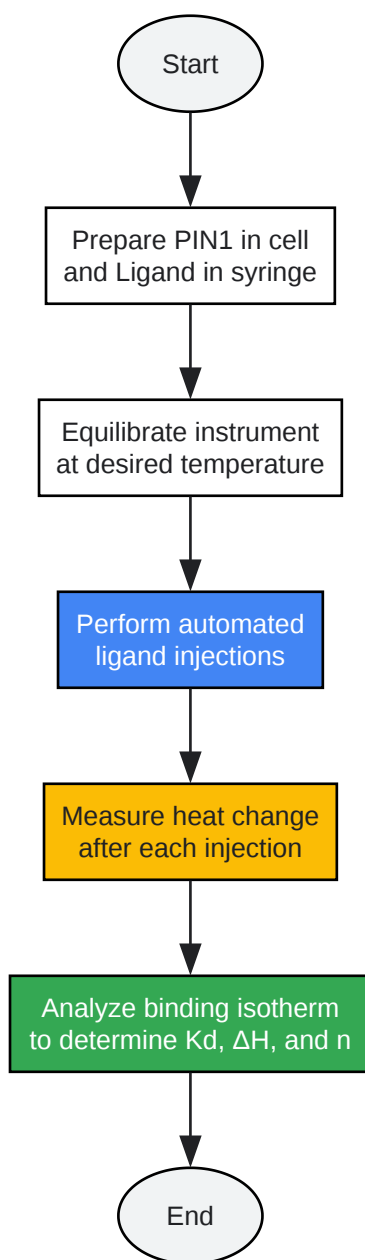 Start
Prepare PIN1 in cell
and Ligand in syringe
Equilibrate instrument
at desired temperature
Perform automated
ligand injections
Measure heat change
after each injection
Analyze binding isotherm
to determine Kd, ΔH, and n
End